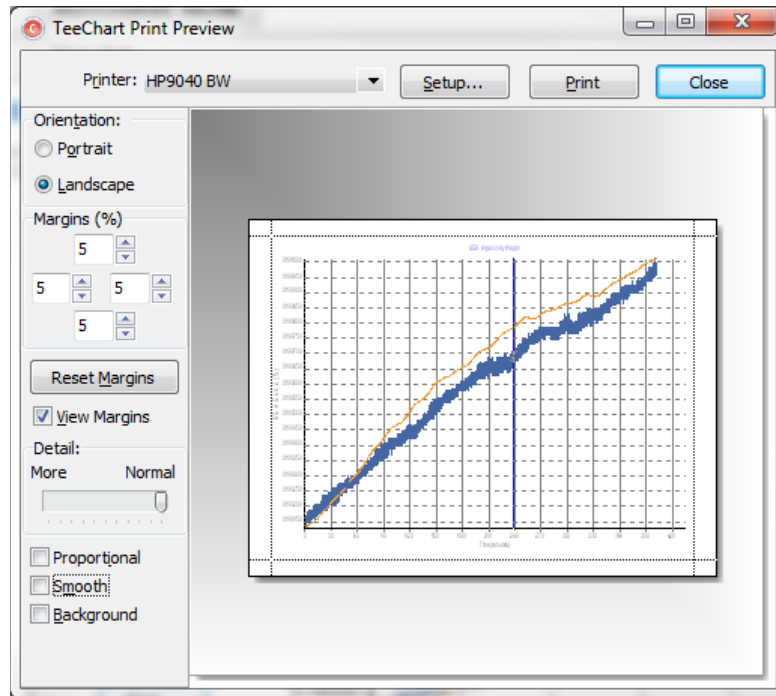 TeeChart Print Preview
Printer: HP9040 BW
Setup...
Print
Close
Orientation:
Portrait
Landscape
Margins (%)
5
5 5
5
Reset Margins
View Margins
Detail:
More Normal
Proportional
Smooth
Background